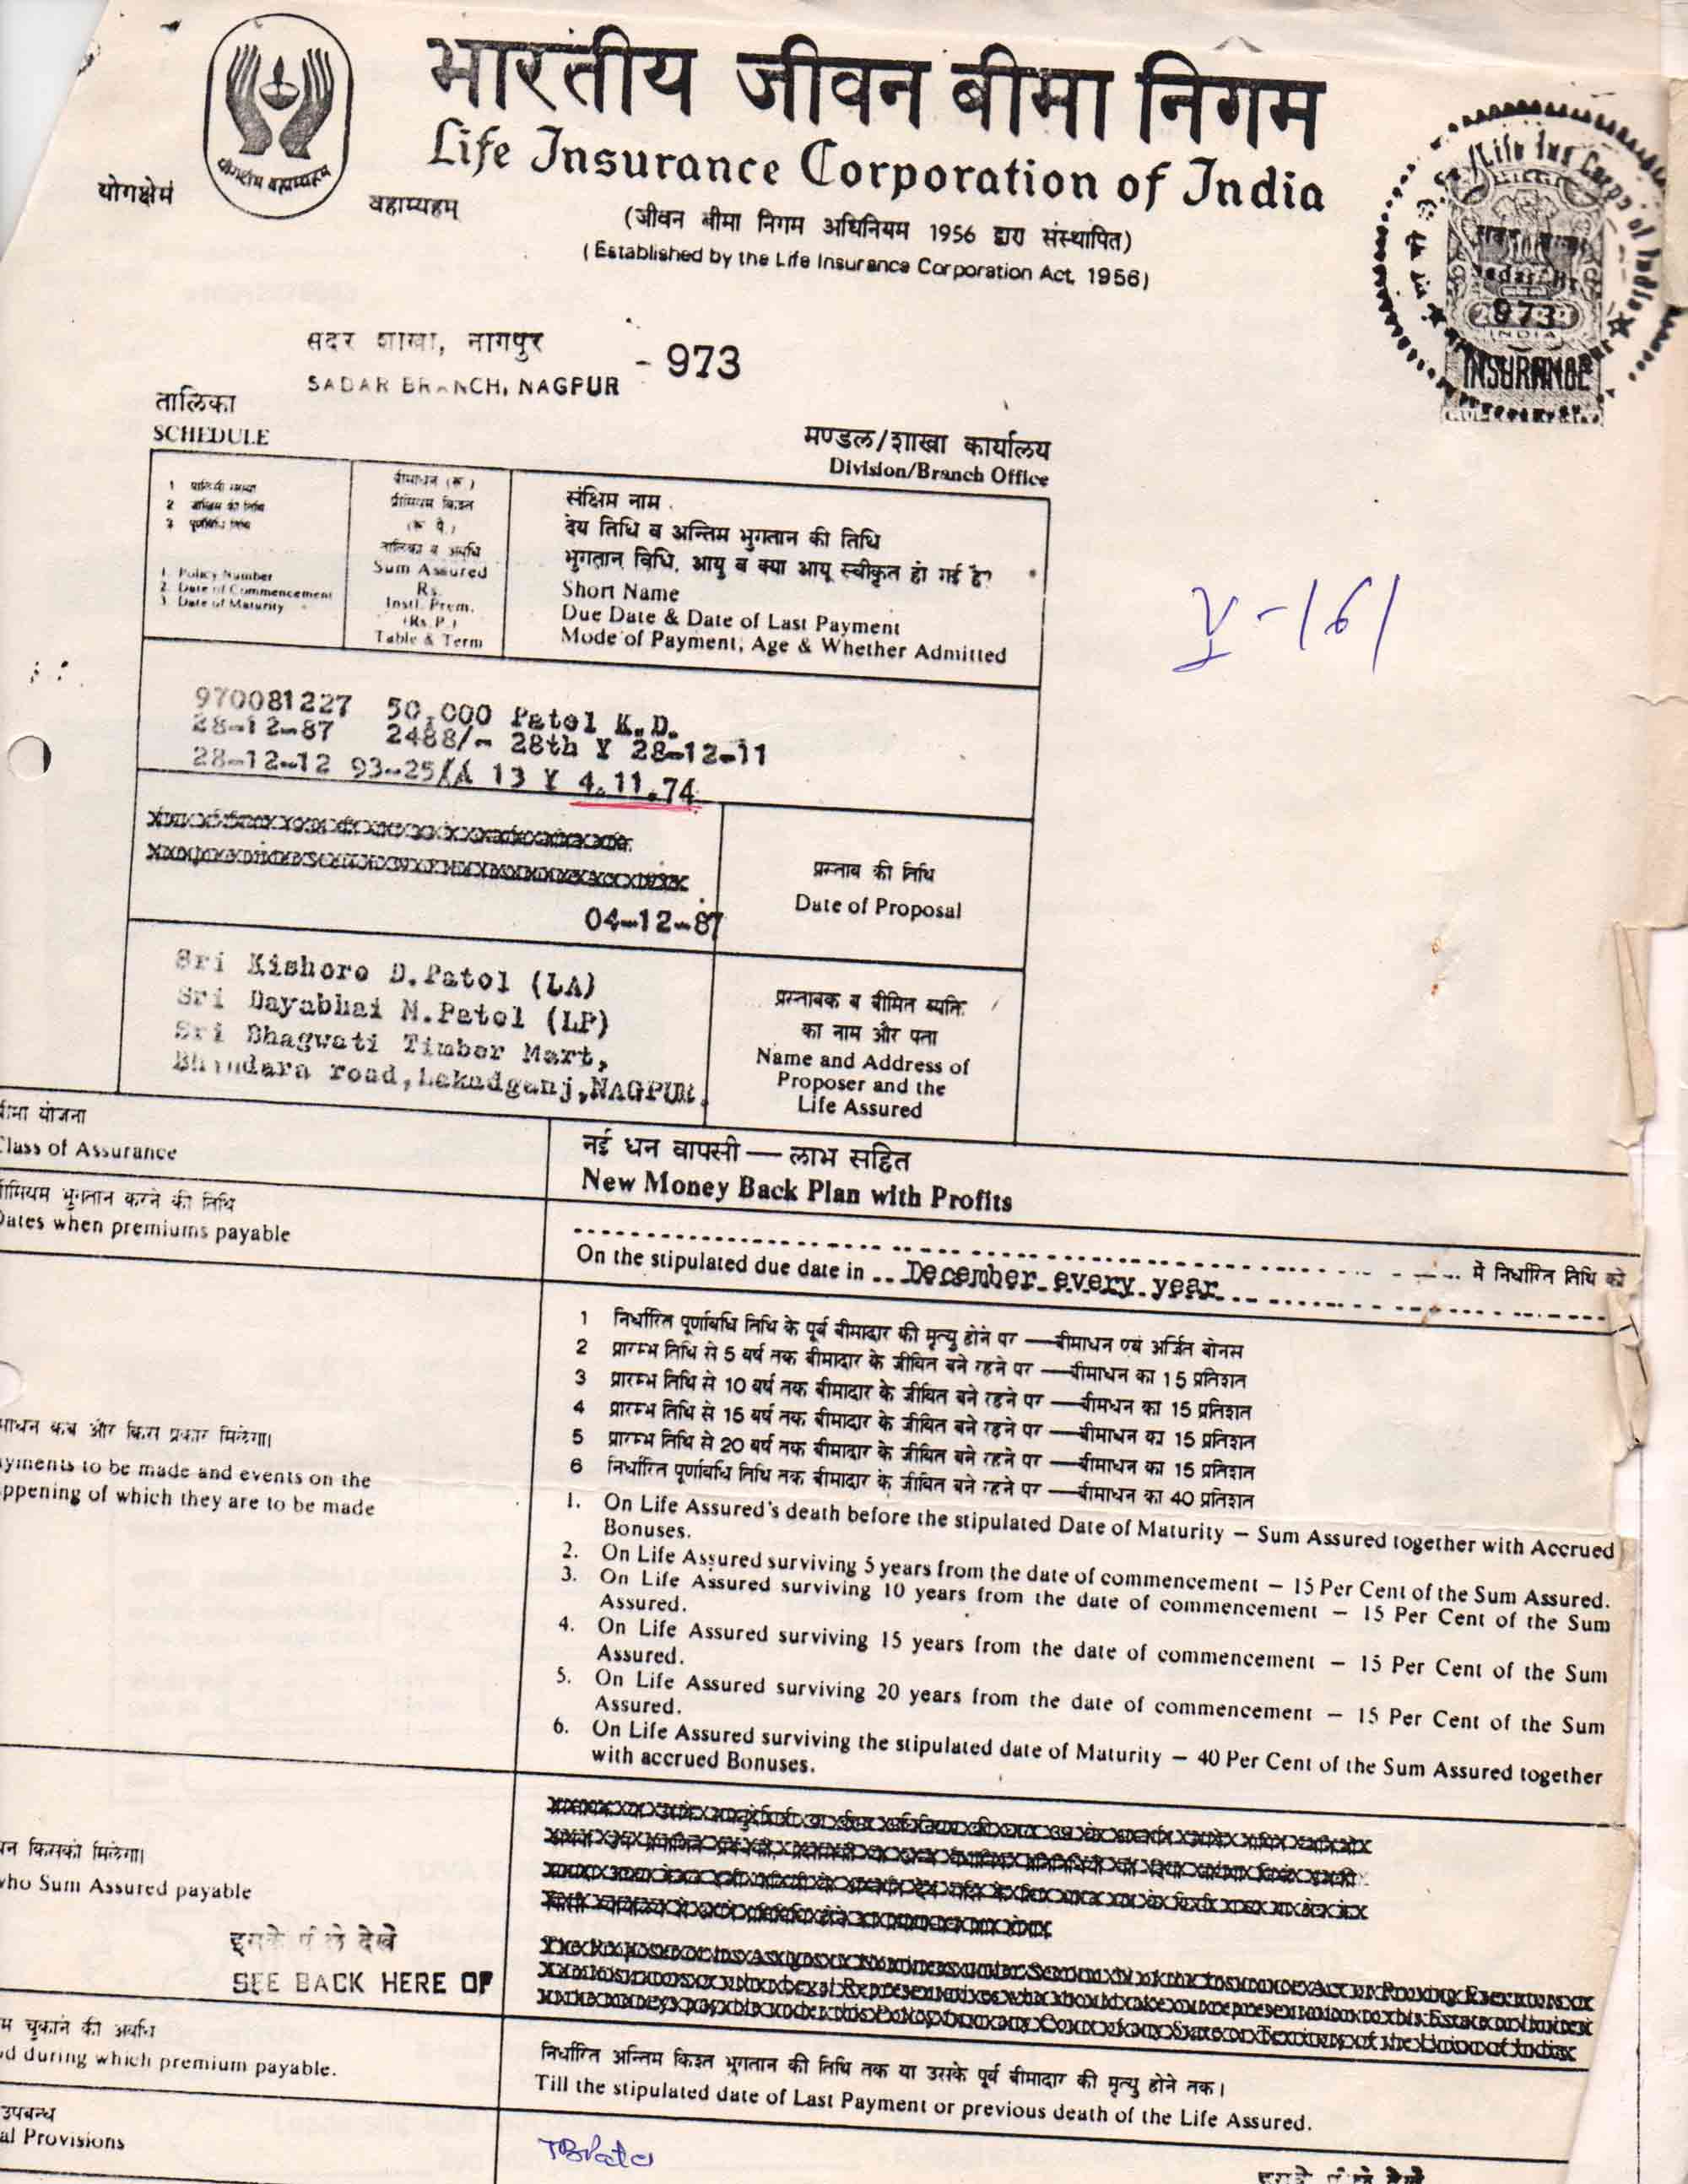 भारतीय जीवन बीमा निगम
Life Insurance Corporation of India
योगक्षेमं वहाम्यहम्
(जीवन बीमा निगम अधिनियम 1956 द्वारा संस्थापित)
(Established by the Life Insurance Corporation Act, 1956)
Life Ins Corpn of India
973
INDIA
INSURANCE
सदर शाखा, नागपुर
SADAR BRANCH, NAGPUR - 973
तालिका
SCHEDULE
मण्डल/शाखा कार्यालय
Division/Branch Office
1 पालिसी संख्या
2 जोखिम की तिथि
3 पूर्णावधि तिथि
1. Policy Number
2. Date of Commencement
3. Date of Maturity
बीमाधन (रू)
प्रीमियम किश्त
(रू पै)
तालिका व अवधि
Sum Assured
Rs.
Instl. Prem.
(Rs. P.)
Table & Term
संक्षिप्त नाम
देय तिथि व अन्तिम भुगतान की तिथि
भुगतान विधि, आयु व क्या आयू स्वीकृत हो गई है?
Short Name
Due Date & Date of Last Payment
Mode of Payment, Age & Whether Admitted
Y-161
970081227 50,000 Patel K.D.
28-12-87 2488/- 28th Y 28-12-11
28-12-12 93-25/A 13 Y 4.11.74
04-12-87
प्रस्ताव की तिथि
Date of Proposal
Sri Kishore D.Patel (LA)
Sri Dayabhai M.Patel (LP)
Sri Bhagwati Timber Mart,
Bhandara road, Lakadganj, NAGPUR.
प्रस्तावक व बीमित व्यक्ति
का नाम और पता
Name and Address of
Proposer and the
Life Assured
बीमा योजना
Class of Assurance
नई धन वापसी — लाभ सहित
New Money Back Plan with Profits
प्रीमियम भुगतान करने की तिथि
Dates when premiums payable
में निर्धारित तिथि को
On the stipulated due date in December every year
1 निर्धारित पूर्णावधि तिथि के पूर्व बीमादार की मृत्यु होने पर — बीमाधन एवं अर्जित बोनस
2 प्रारम्भ तिथि से 5 वर्ष तक बीमादार के जीवित बने रहने पर — बीमाधन का 15 प्रतिशत
3 प्रारम्भ तिथि से 10 वर्ष तक बीमादार के जीवित बने रहने पर — बीमधन का 15 प्रतिशत
4 प्रारम्भ तिथि से 15 वर्ष तक बीमादार के जीवित बने रहने पर — बीमाधन का 15 प्रतिशत
5 प्रारम्भ तिथि से 20 वर्ष तक बीमादार के जीवित बने रहने पर — बीमाधन का 15 प्रतिशत
6 निर्धारित पूर्णावधि तिथि तक बीमादार के जीवित बने रहने पर — बीमाधन का 40 प्रतिशत
माधन कब और किस प्रकार मिलेगा।
yments to be made and events on the
ppening of which they are to be made
1. On Life Assured's death before the stipulated Date of Maturity – Sum Assured together with Accrued
Bonuses.
2. On Life Assured surviving 5 years from the date of commencement – 15 Per Cent of the Sum Assured.
3. On Life Assured surviving 10 years from the date of commencement – 15 Per Cent of the Sum
Assured.
4. On Life Assured surviving 15 years from the date of commencement – 15 Per Cent of the Sum
Assured.
5. On Life Assured surviving 20 years from the date of commencement – 15 Per Cent of the Sum
Assured.
6. On Life Assured surviving the stipulated date of Maturity – 40 Per Cent of the Sum Assured together
with accrued Bonuses.
धन किसको मिलेगा।
who Sum Assured payable
इसके पीछे देखें
SEE BACK HERE OF
म चुकाने की अवधि
d during which premium payable.
निर्धारित अन्तिम किश्त भुगतान की तिथि तक या उसके पूर्व बीमादार की मृत्यु होने तक।
Till the stipulated date of Last Payment or previous death of the Life Assured.
उपबन्ध
al Provisions
इसके पीछे देखें